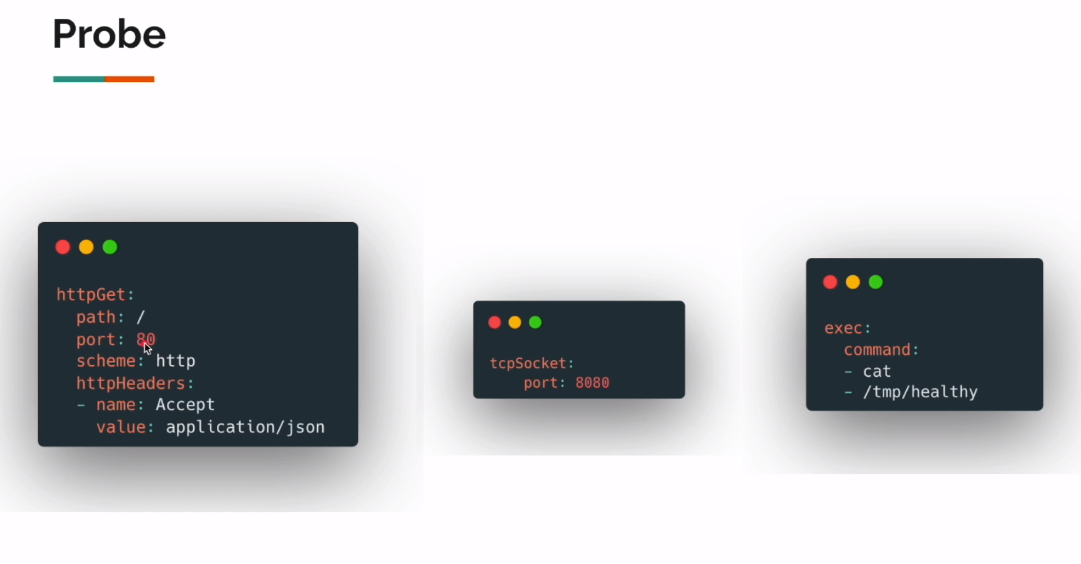 Probe
httpGet:
  path: /
  port: 80
  scheme: http
  httpHeaders:
  - name: Accept
    value: application/json
tcpSocket:
    port: 8080
exec:
  command:
  - cat
  - /tmp/healthy